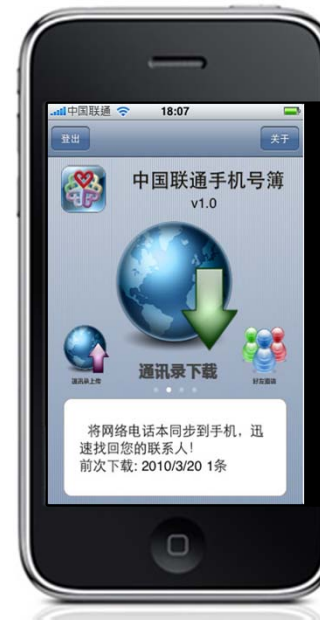 中国联通 18:07
登出 关于
中国联通手机号簿
v1.0
通讯录上传 通讯录下载 好友邀请
将网络电话本同步到手机，迅
速找回您的联系人！
前次下载: 2010/3/20 1条